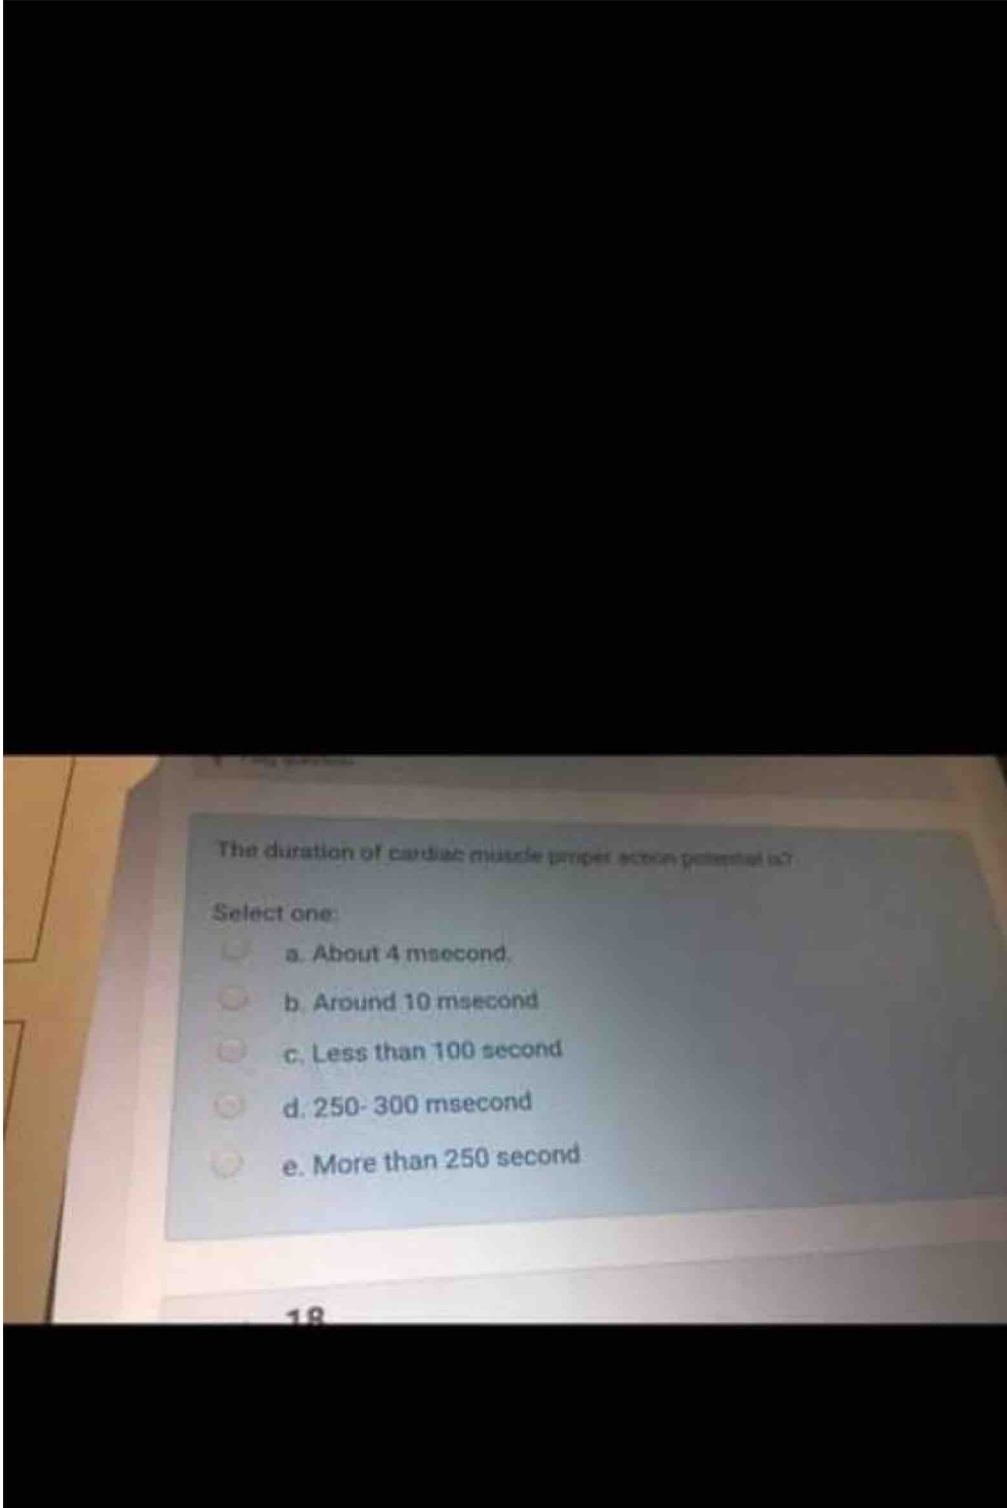 The duration of cardiac muscle proper action potential is?
Select one:
a. About 4 msecond.
b. Around 10 msecond
c. Less than 100 second
d. 250- 300 msecond
e. More than 250 second
18